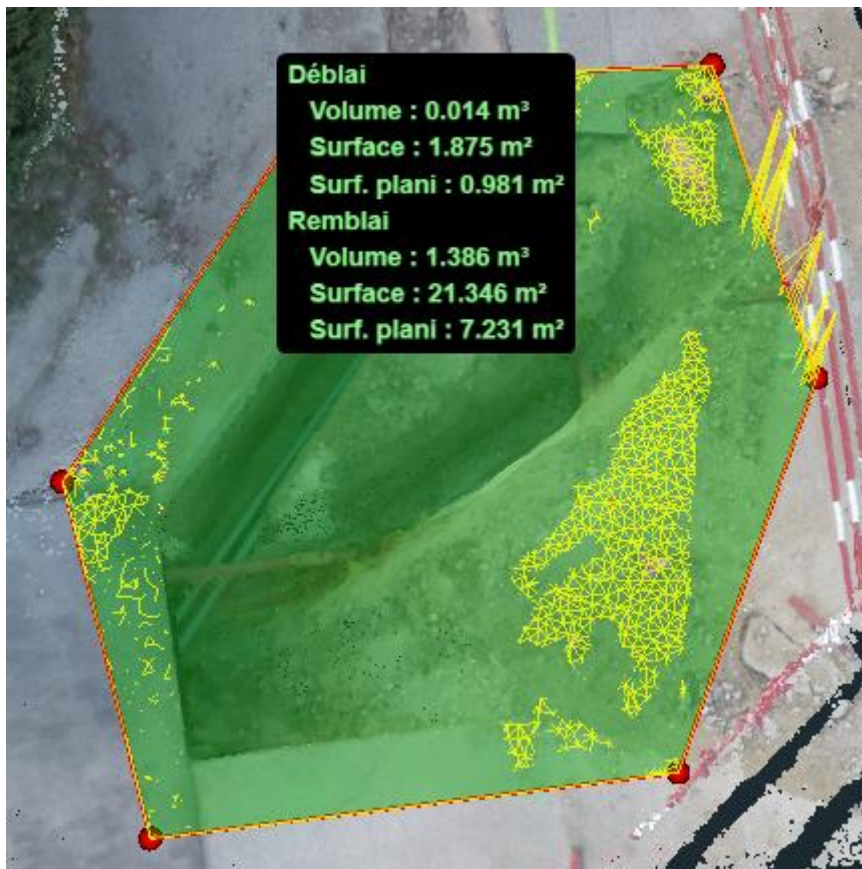 Déblai
Volume : 0.014 m³
Surface : 1.875 m²
Surf. plani : 0.981 m²
Remblai
Volume : 1.386 m³
Surface : 21.346 m²
Surf. plani : 7.231 m²